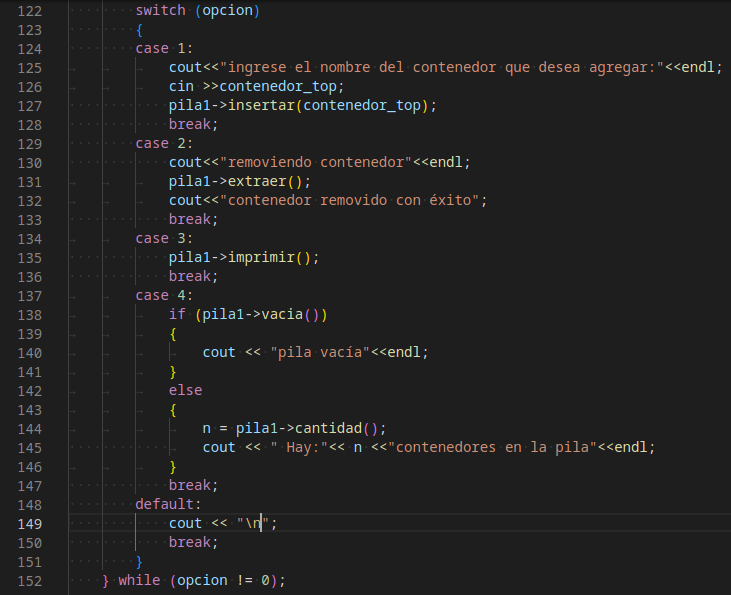 122 switch (opcion)
123 {
124 case 1:
125 cout<<"ingrese el nombre del contenedor que desea agregar:"<<endl;
126 cin >>contenedor_top;
127 pila1->insertar(contenedor_top);
128 break;
129 case 2:
130 cout<<"removiendo contenedor"<<endl;
131 pila1->extraer();
132 cout<<"contenedor removido con éxito";
133 break;
134 case 3:
135 pila1->imprimir();
136 break;
137 case 4:
138 if (pila1->vacia())
139 {
140 cout << "pila vacía"<<endl;
141 }
142 else
143 {
144 n = pila1->cantidad();
145 cout << " Hay:"<< n <<"contenedores en la pila"<<endl;
146 }
147 break;
148 default:
149 cout << "\n";
150 break;
151 }
152 } while (opcion != 0);